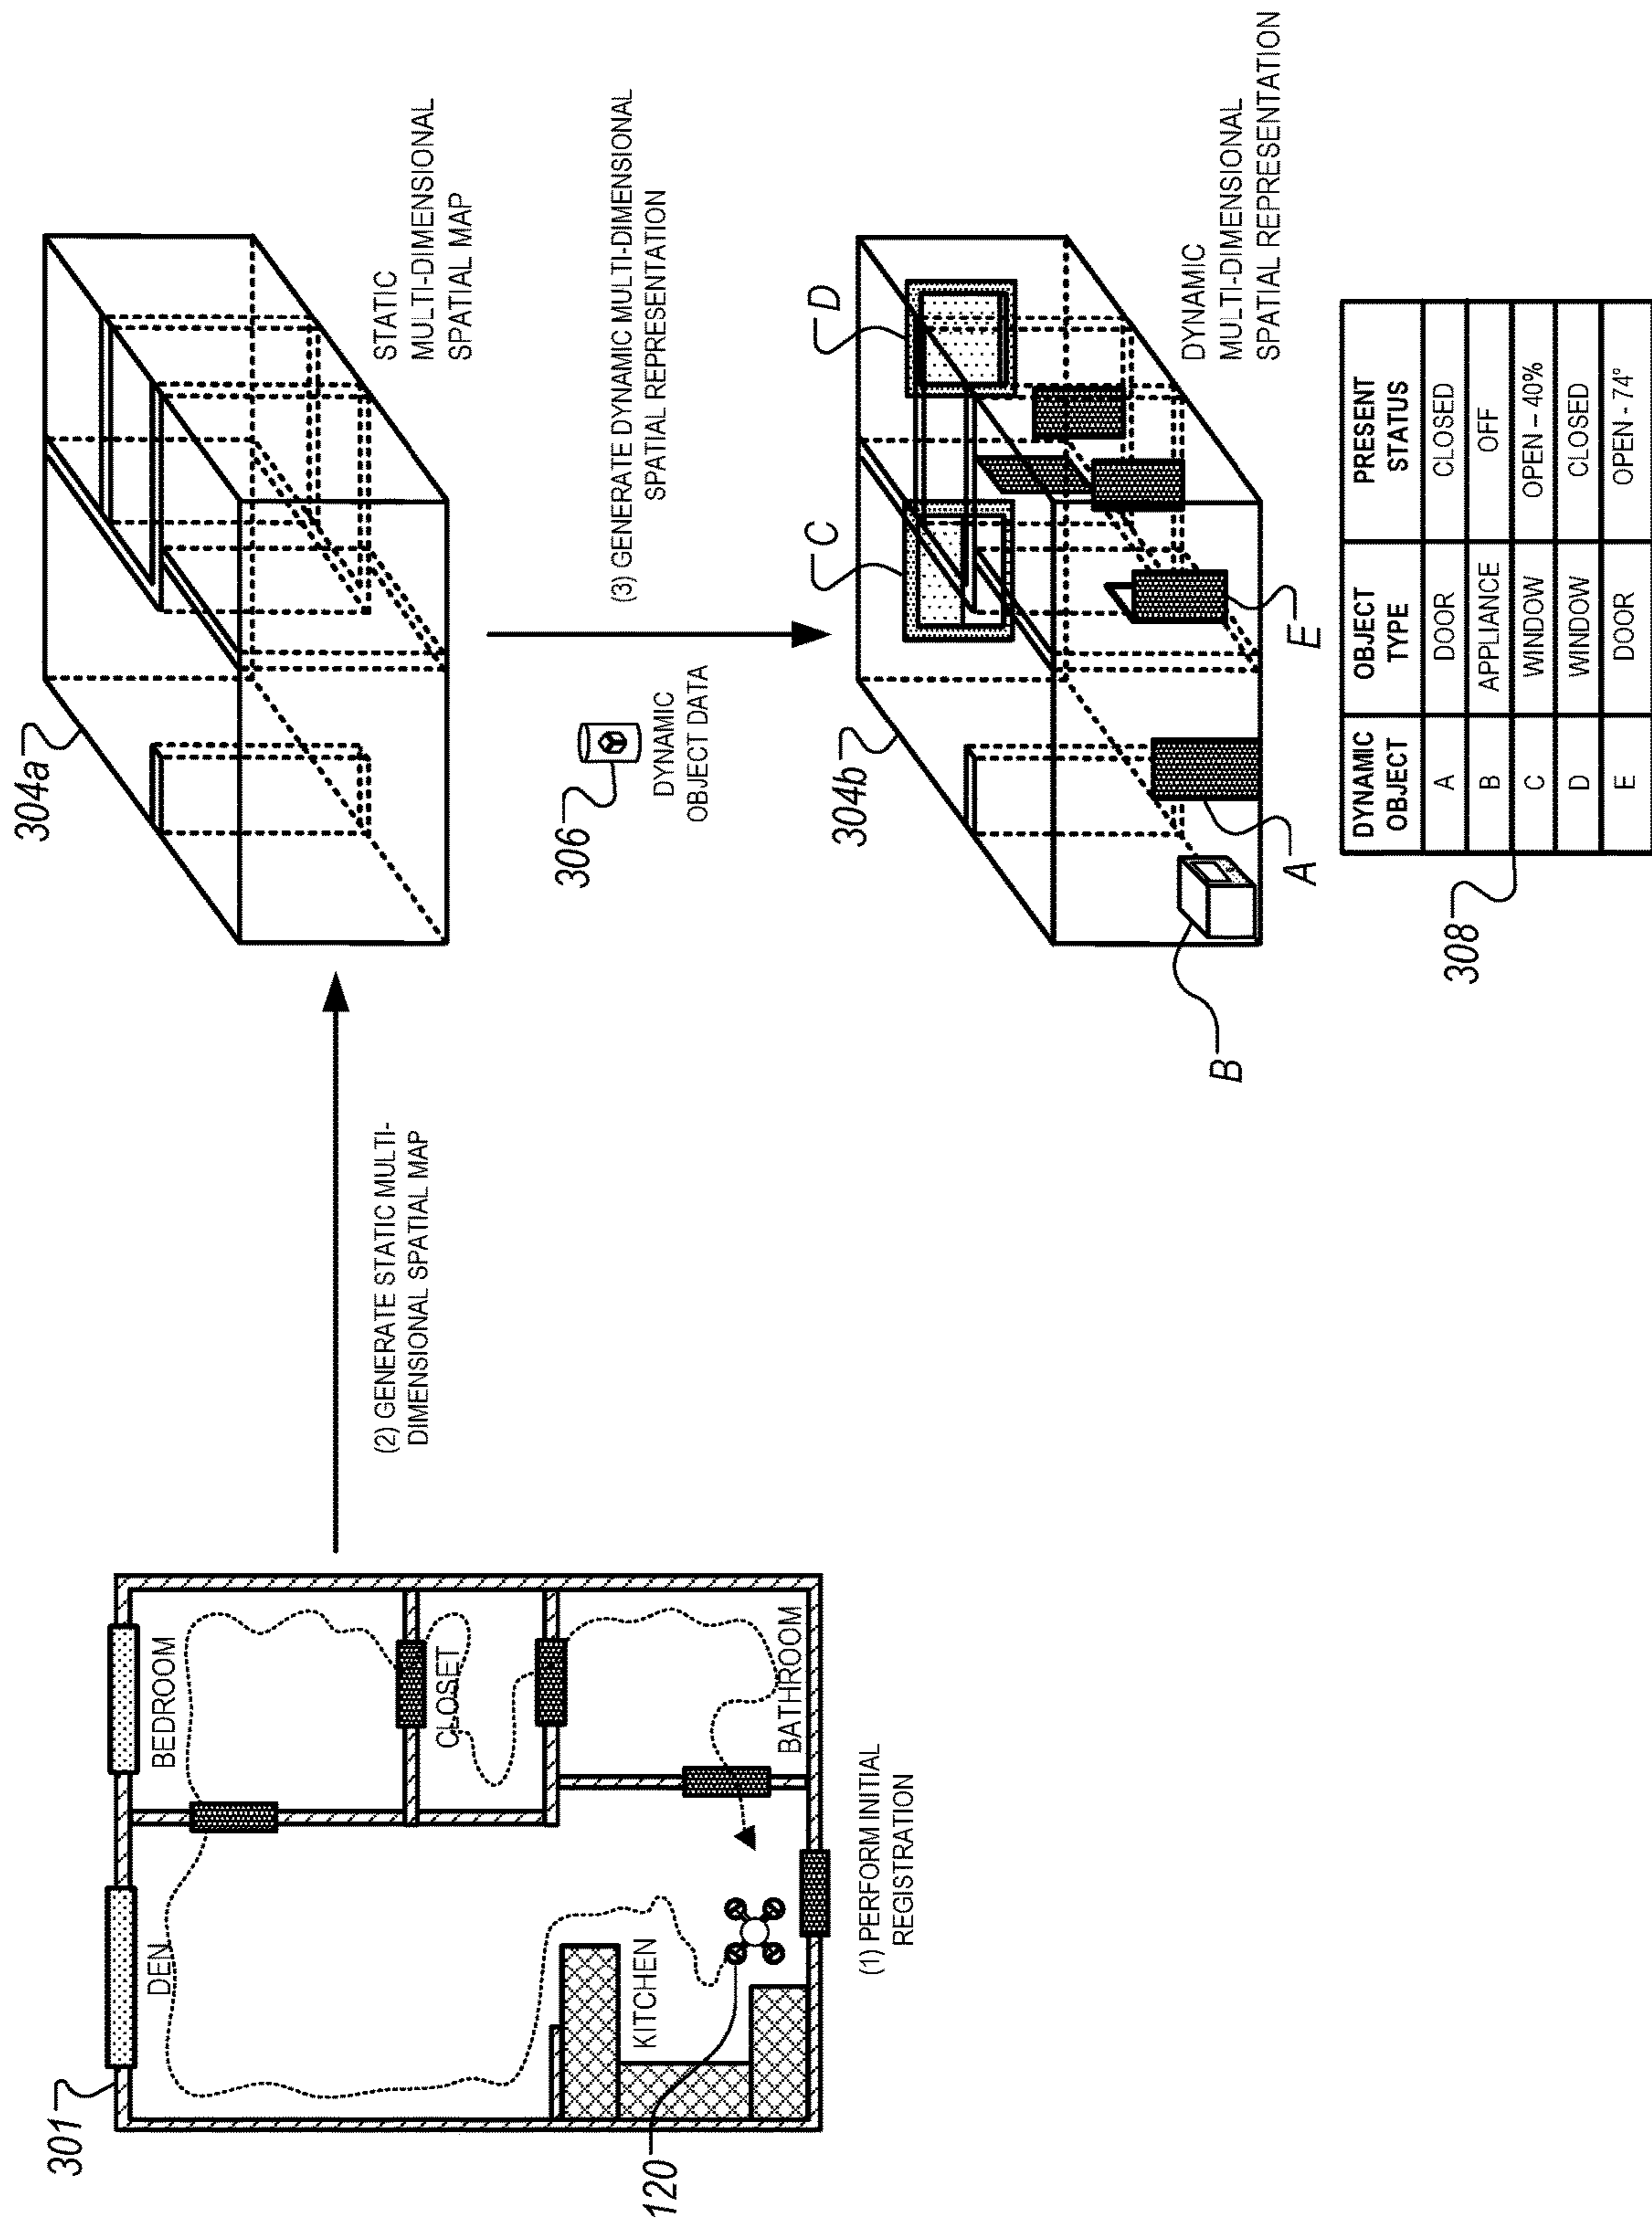 301
DEN
BEDROOM
CLOSET
KITCHEN
BATHROOM
120
(1) PERFORM INITIAL
REGISTRATION
(2) GENERATE STATIC MULTI-
DIMENSIONAL SPATIAL MAP
304a
STATIC
MULTI-DIMENSIONAL
SPATIAL MAP
306
DYNAMIC
OBJECT DATA
(3) GENERATE DYNAMIC MULTI-DIMENSIONAL
SPATIAL REPRESENTATION
304b
C
D
B
A
E
DYNAMIC
MULTI-DIMENSIONAL
SPATIAL REPRESENTATION
308
DYNAMIC OBJECT OBJECT TYPE PRESENT STATUS
A DOOR CLOSED
B APPLIANCE OFF
C WINDOW OPEN – 40%
D WINDOW CLOSED
E DOOR OPEN - 74°